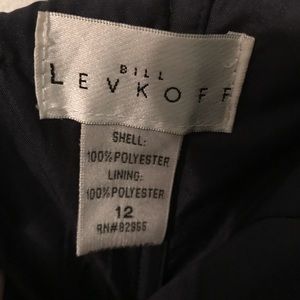 BILL
LEVKOFF
SHELL:
100% POLYESTER
LINING:
100% POLYESTER
12
RN#82955